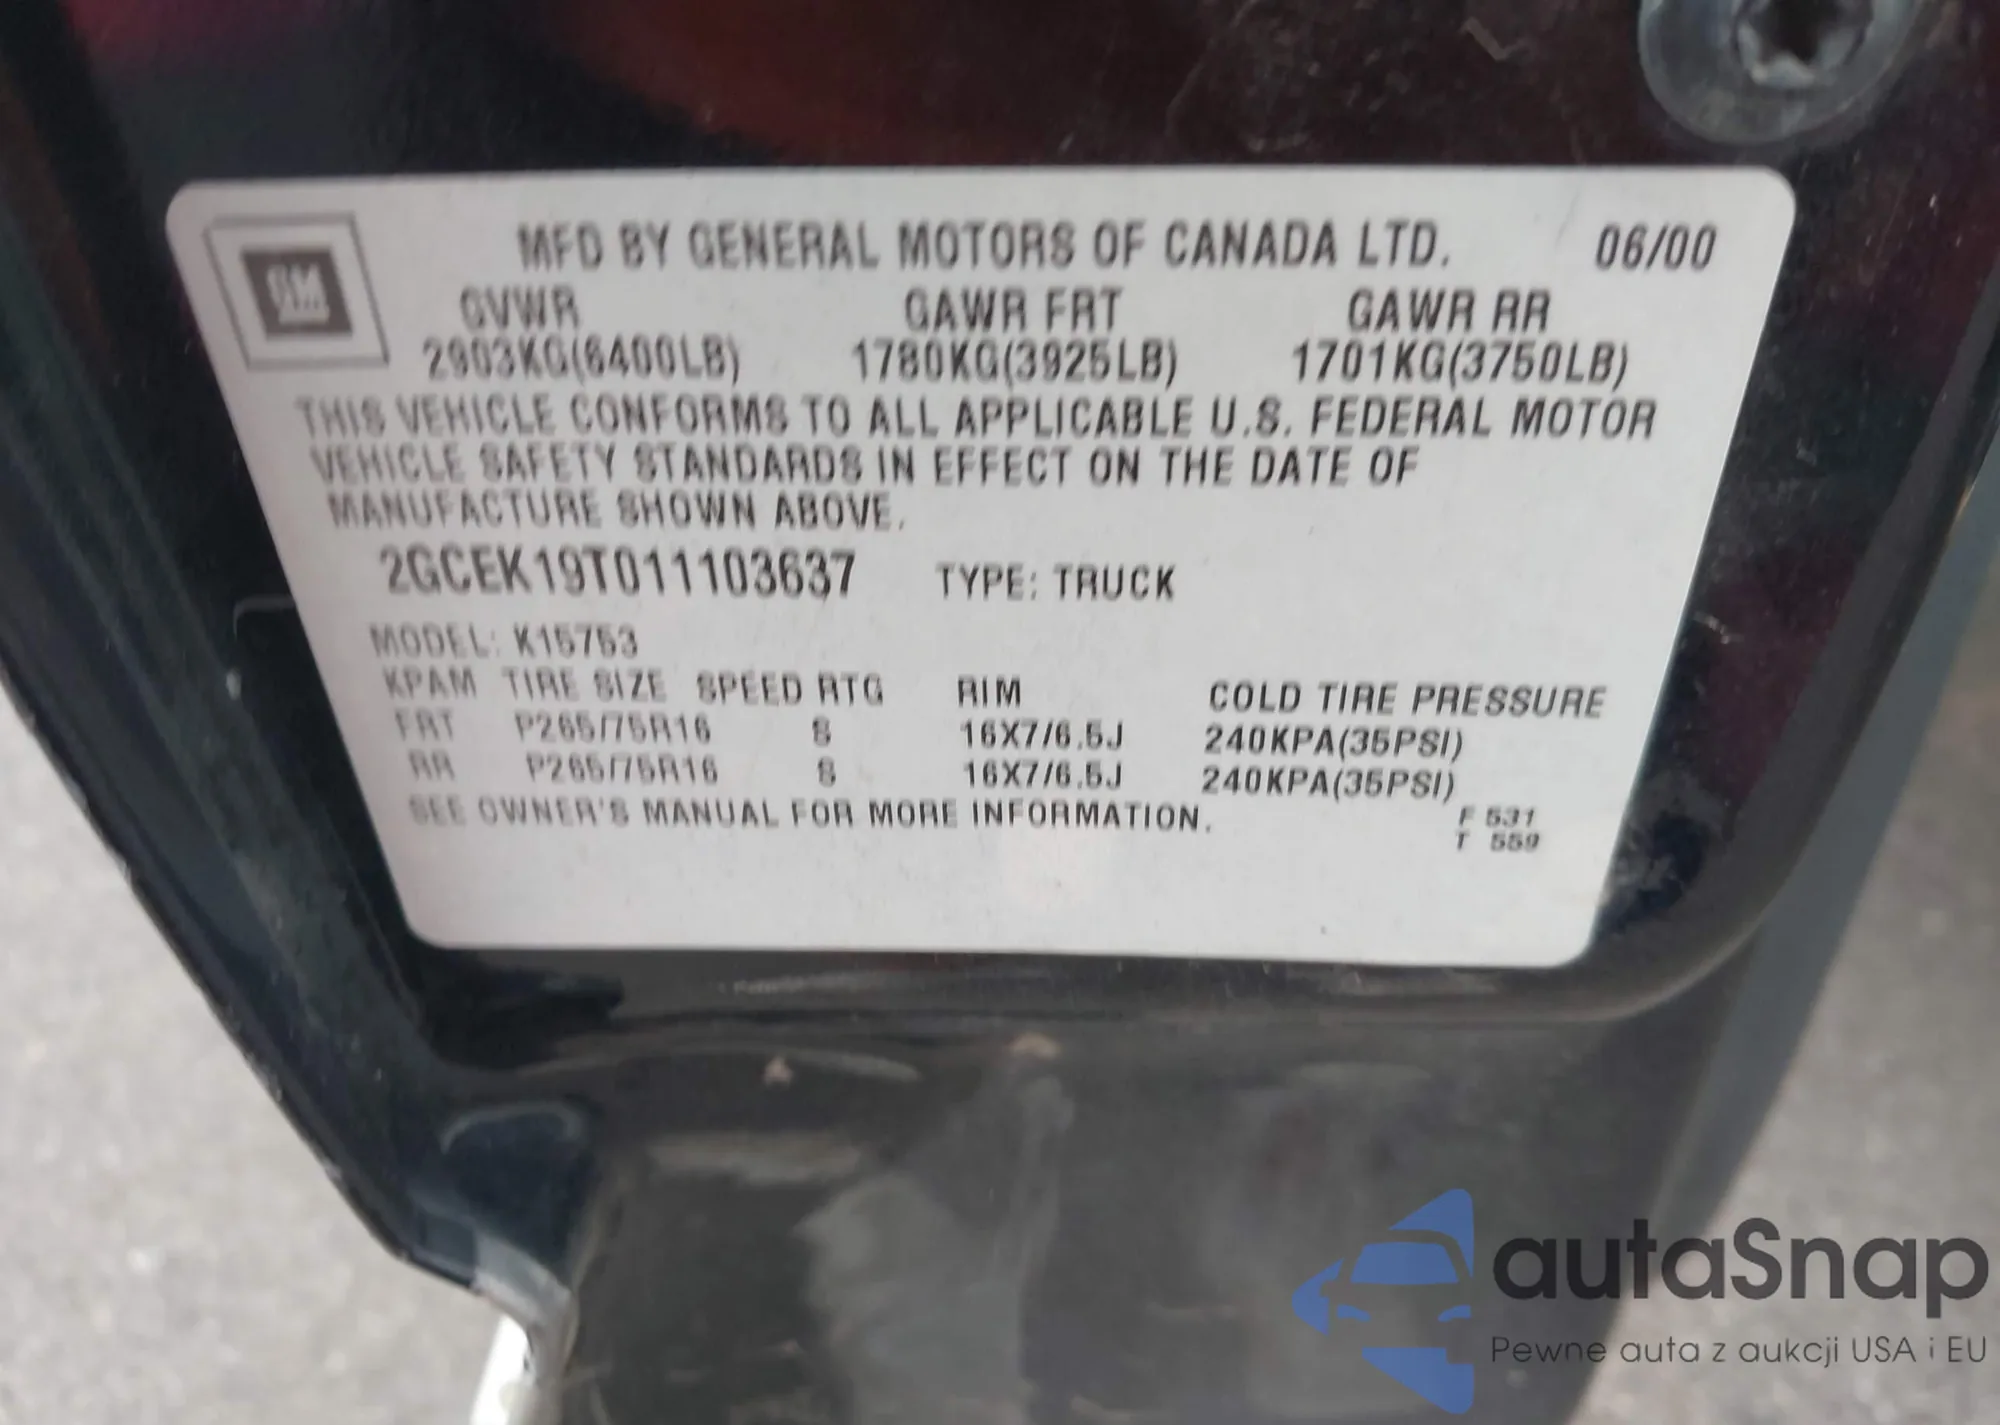 GM
MFD BY GENERAL MOTORS OF CANADA LTD. 06/00
GVWR GAWR FRT GAWR RR
2903KG(6400LB) 1780KG(3925LB) 1701KG(3750LB)
THIS VEHICLE CONFORMS TO ALL APPLICABLE U.S. FEDERAL MOTOR
VEHICLE SAFETY STANDARDS IN EFFECT ON THE DATE OF
MANUFACTURE SHOWN ABOVE.
2GCEK19T011103637 TYPE: TRUCK
MODEL: K15753
KPAM TIRE SIZE SPEED RTG RIM COLD TIRE PRESSURE
FRT P265/75R16 S 16X7/6.5J 240KPA(35PSI)
RR P265/75R16 S 16X7/6.5J 240KPA(35PSI)
SEE OWNER'S MANUAL FOR MORE INFORMATION.
F 531
T 559
autaSnap
Pewne auta z aukcji USA i EU